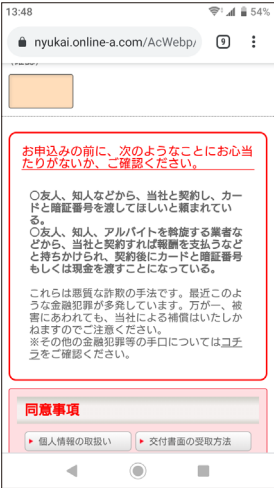 13:48
54%
nyukai.online-a.com/AcWebp/
9
お申込みの前に、次のようなことにお心当
たりがないか、ご確認ください。
○友人、知人などから、当社と契約し、カー
ドと暗証番号を渡してほしいと頼まれてい
る。
○友人、知人、アルバイトを斡旋する業者な
どから、当社と契約すれば報酬を支払うなど
と持ちかけられ、契約後にカードと暗証番号
もしくは現金を渡すことになっている。
これらは悪質な詐欺の手法です。最近このよ
うな金融犯罪が多発しています。万が一、被
害にあわれても、当社による補償はいたしか
ねますのでご注意ください。
※その他の金融犯罪等の手口についてはコチ
ラをご確認ください。
同意事項
個人情報の取扱い
交付書面の受取方法